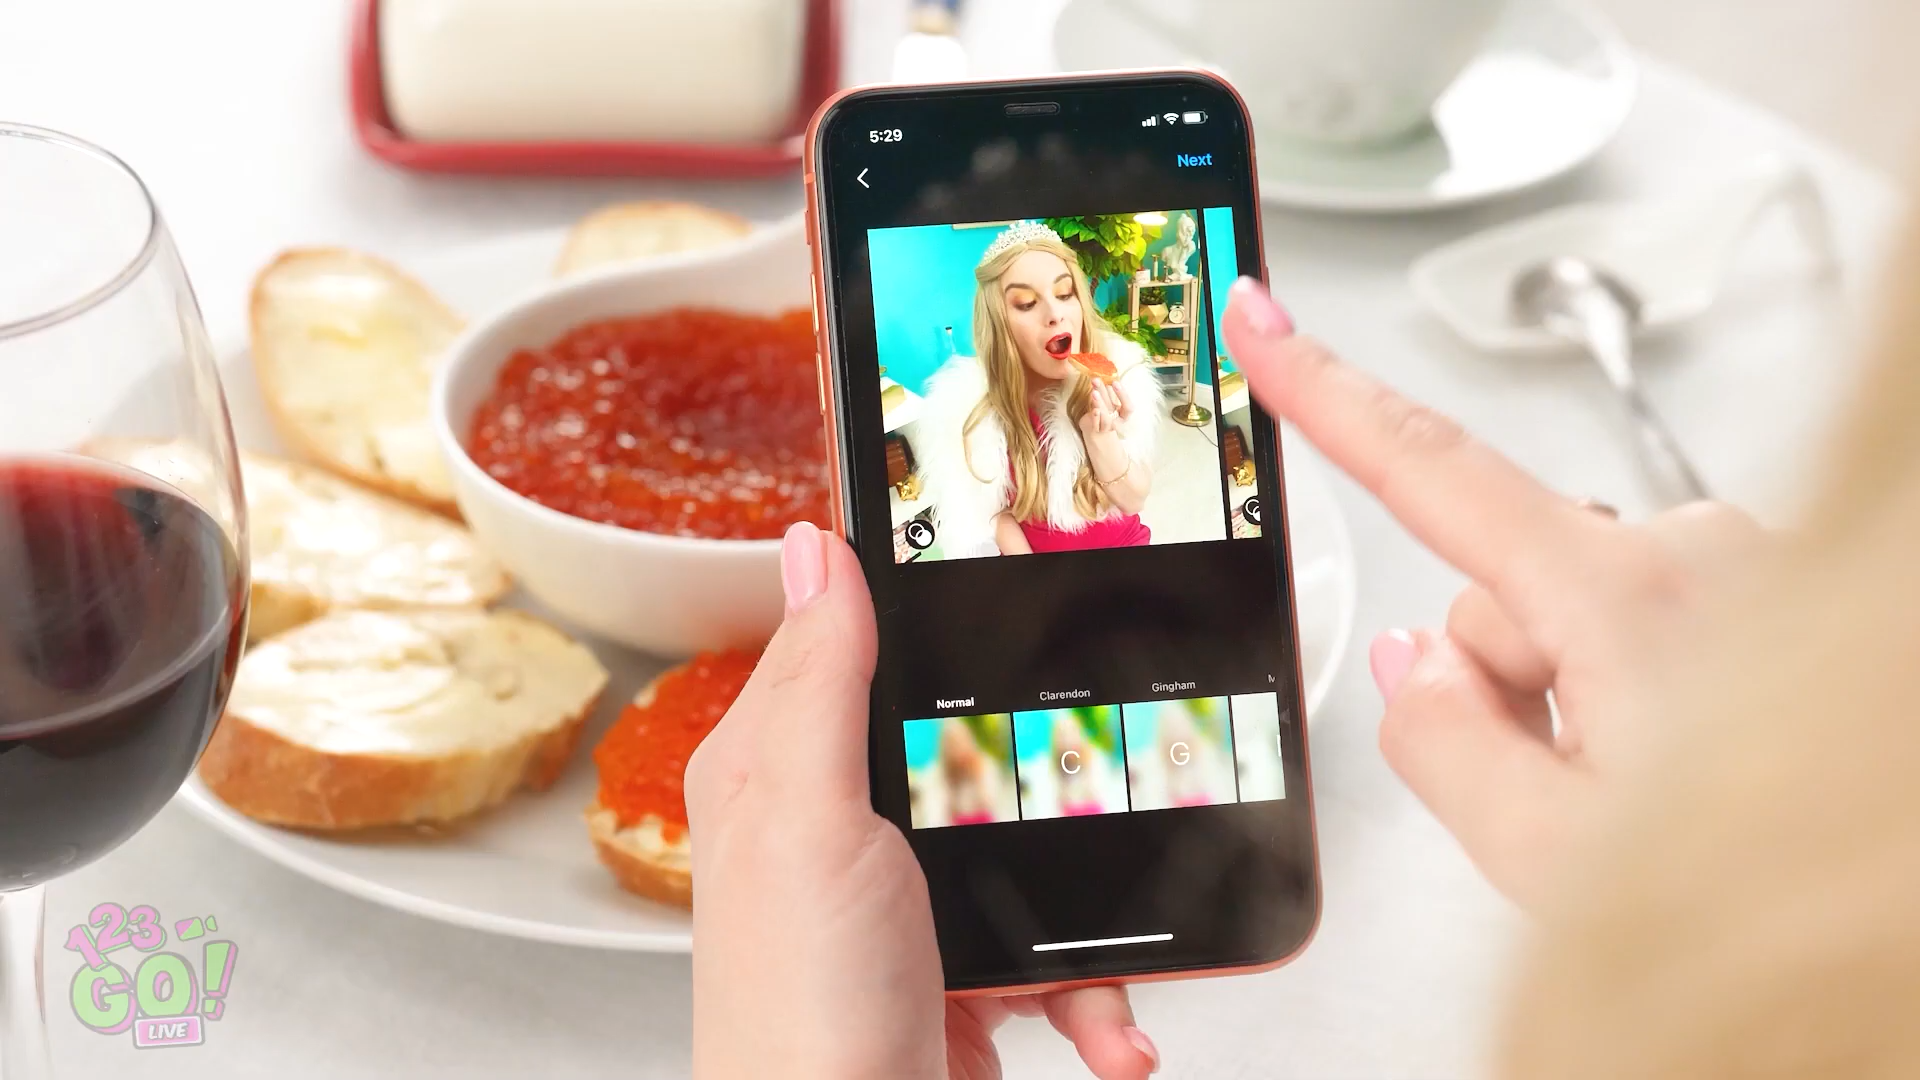 5:29
Next
Normal
Clarendon
Gingham
M
C
G
123
GO!
LIVE